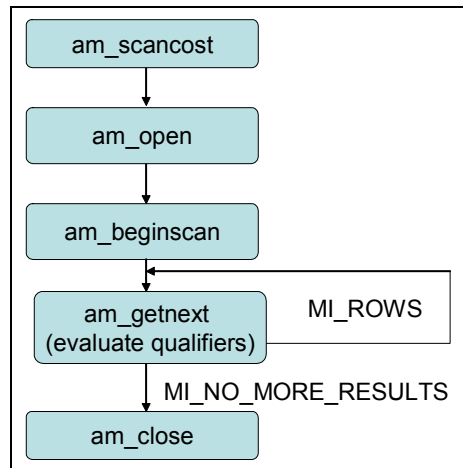 am_scancost
am_open
am_beginscan
am_getnext
(evaluate qualifiers)
MI_ROWS
MI_NO_MORE_RESULTS
am_close